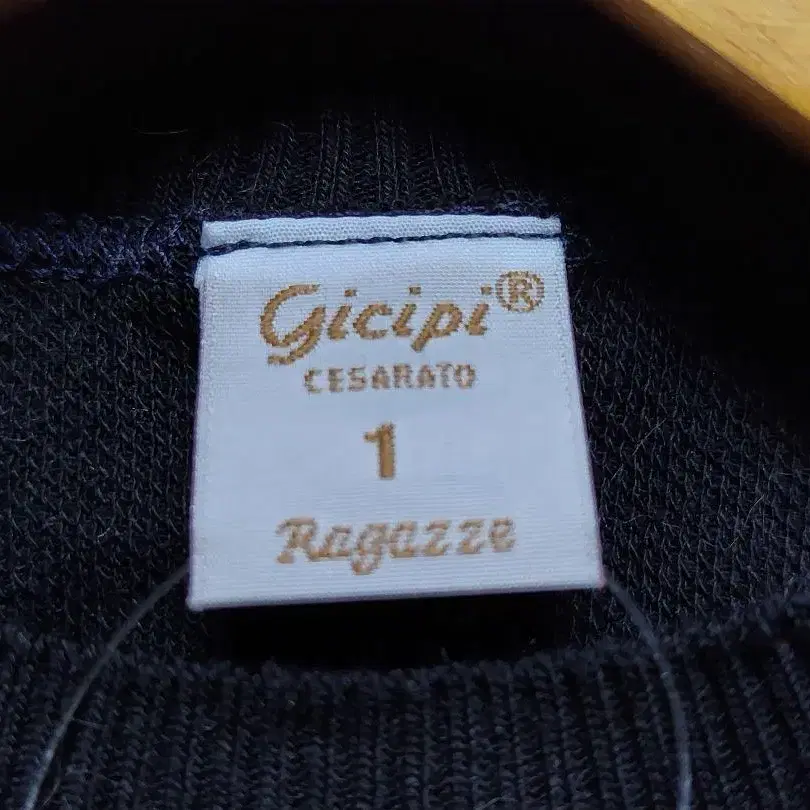 Gicipi®
CESARATO
1
Ragazze